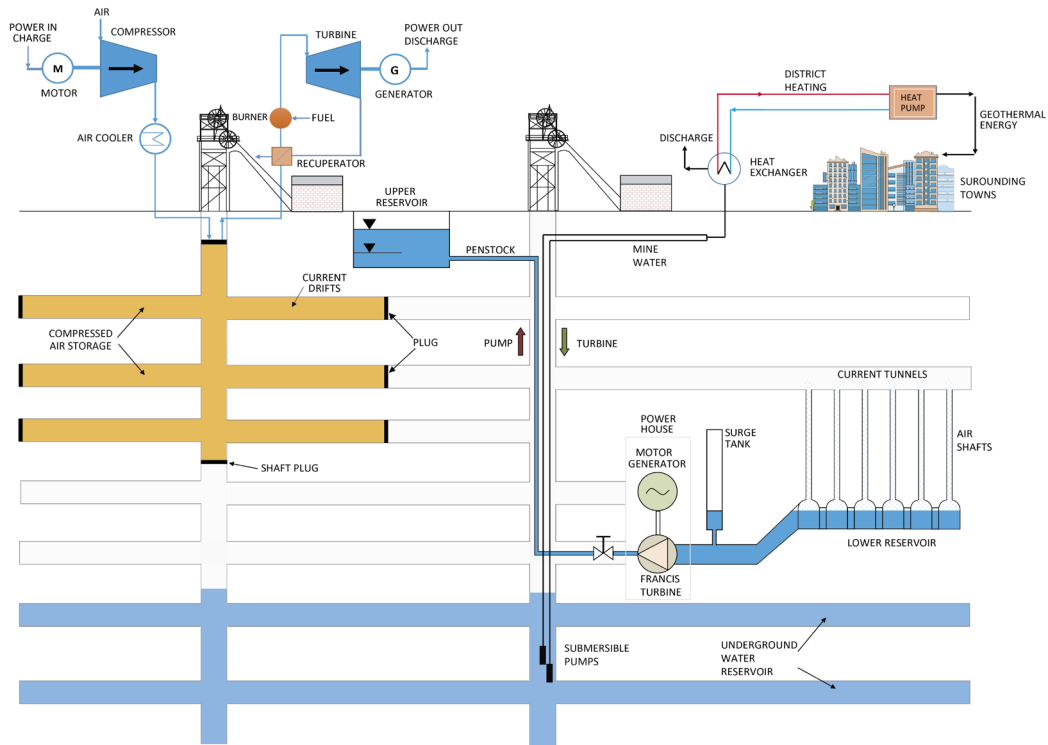 AIR
POWER IN
CHARGE
COMPRESSOR
M
MOTOR
TURBINE
POWER OUT
DISCHARGE
G
GENERATOR
BURNER
FUEL
AIR COOLER
RECUPERATOR
DISTRICT
HEATING
HEAT
PUMP
GEOTHERMAL
ENERGY
DISCHARGE
HEAT
EXCHANGER
SUROUNDING
TOWNS
UPPER
RESERVOIR
PENSTOCK
MINE
WATER
CURRENT
DRIFTS
COMPRESSED
AIR STORAGE
PLUG
PUMP
TURBINE
CURRENT TUNNELS
POWER
HOUSE
MOTOR
GENERATOR
SURGE
TANK
AIR
SHAFTS
SHAFT PLUG
LOWER RESERVOIR
FRANCIS
TURBINE
SUBMERSIBLE
PUMPS
UNDERGROUND
WATER
RESERVOIR